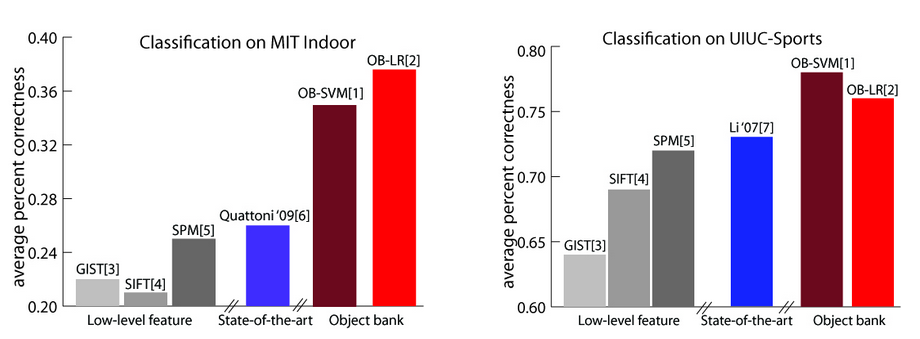 Classification on MIT Indoor
average percent correctness
0.40
0.36
0.32
0.28
0.24
0.20
GIST[3]
SIFT[4]
SPM[5]
Quattoni '09[6]
OB-SVM[1]
OB-LR[2]
Low-level feature
State-of-the-art
Object bank
Classification on UIUC-Sports
average percent correctness
0.80
0.75
0.70
0.65
0.60
GIST[3]
SIFT[4]
SPM[5]
Li '07[7]
OB-SVM[1]
OB-LR[2]
Low-level feature
State-of-the-art
Object bank